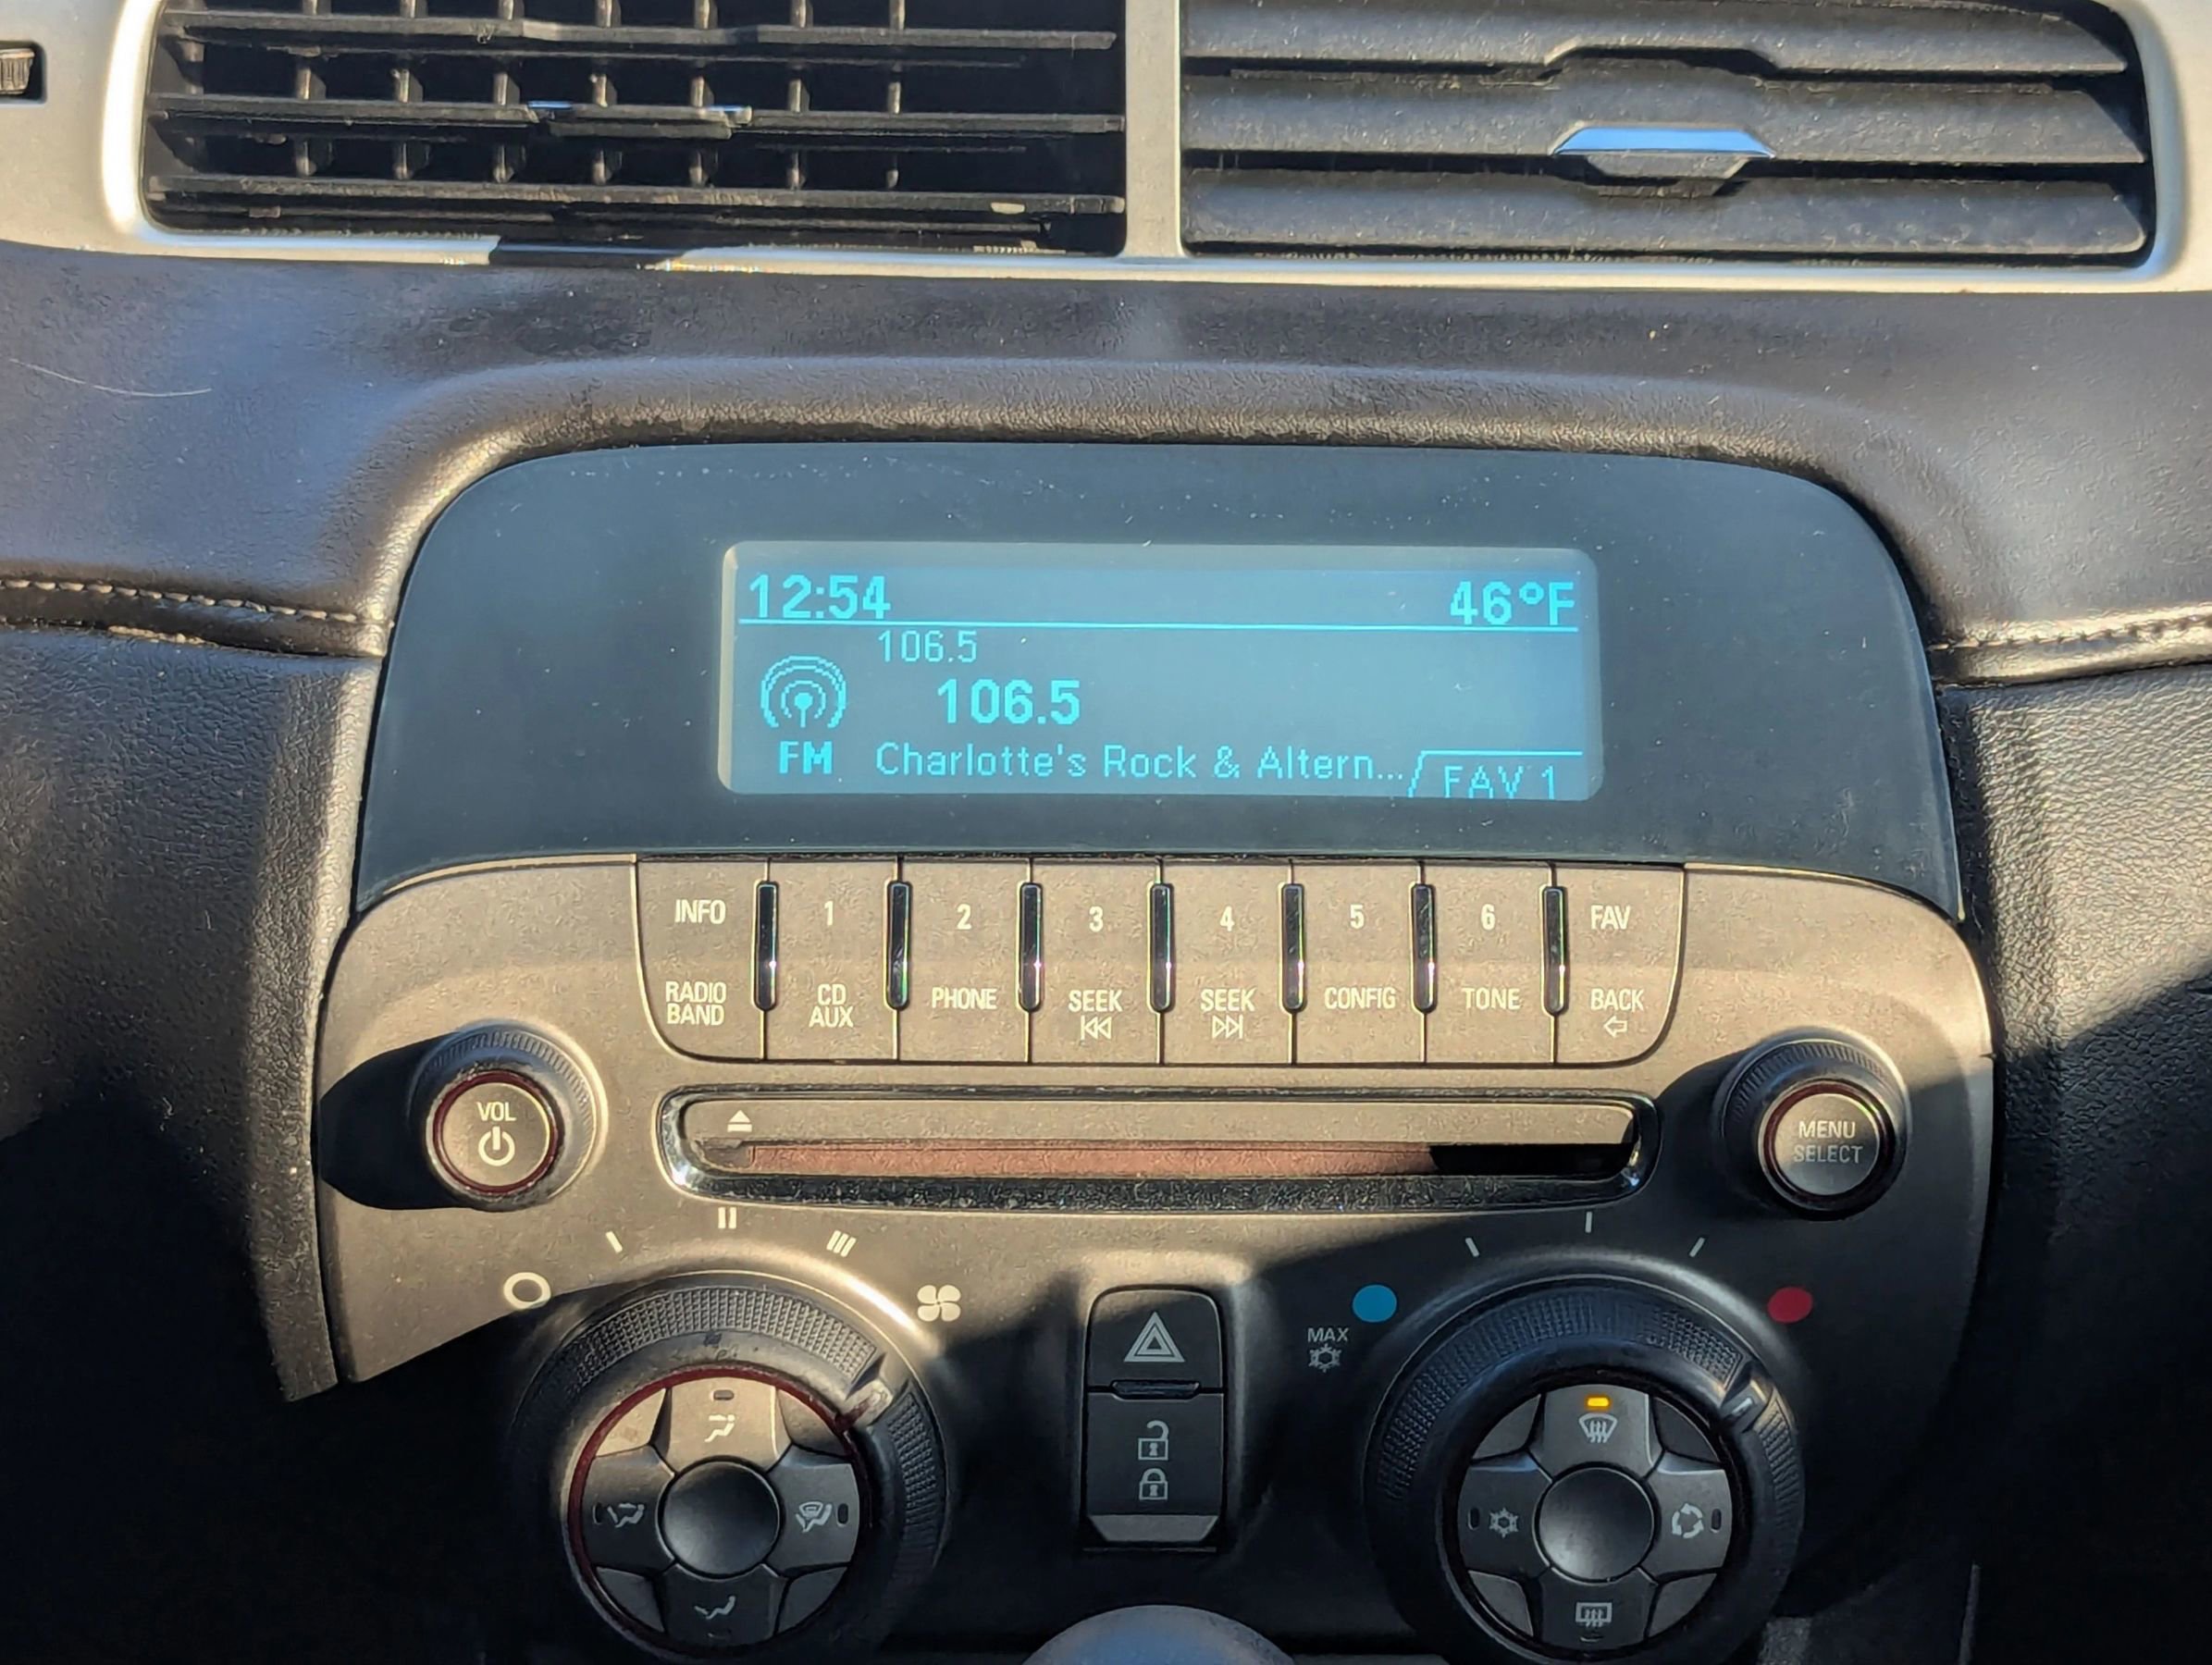 12:54 46°F
106.5
106.5
FM Charlotte's Rock & Altern... FAV 1
INFO 1 2 3 4 5 6 FAV
RADIO BAND CD AUX PHONE SEEK SEEK CONFIG TONE BACK
VOL
MENU
SELECT
MAX